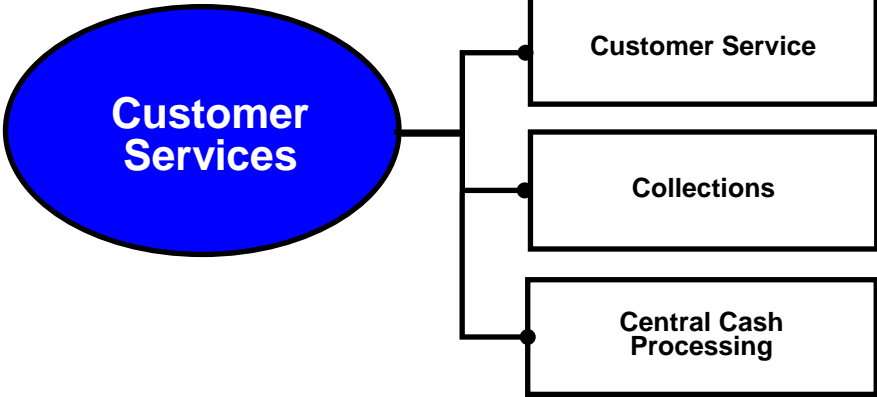 Customer
Services
Customer Service
Collections
Central Cash
Processing